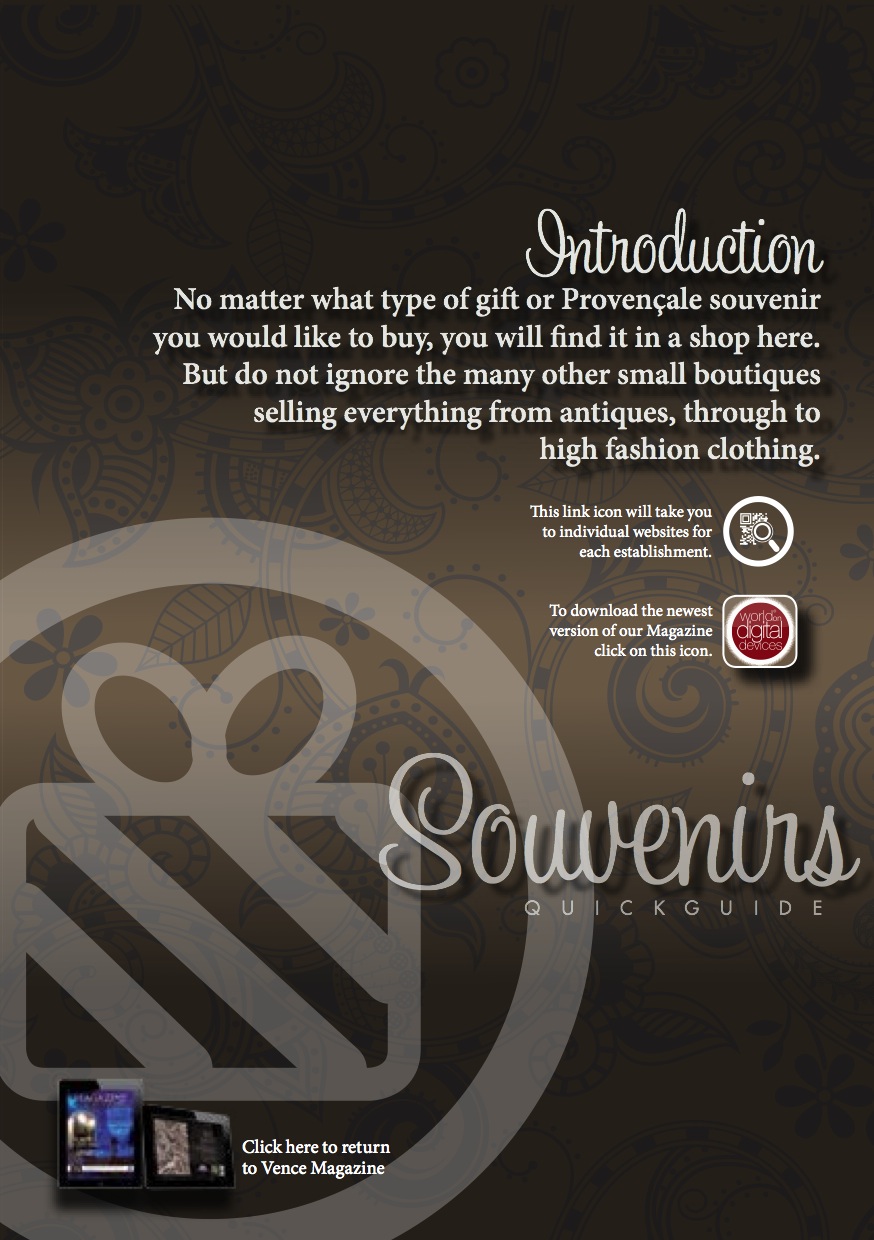 Introduction
No matter what type of gift or Provençale souvenir
you would like to buy, you will find it in a shop here.
But do not ignore the many other small boutiques
selling everything from antiques, through to
high fashion clothing.
This link icon will take you
to individual websites for
each establishment.
To download the newest
version of our Magazine
click on this icon.
world on
digital
devices
Souvenirs
QUICKGUIDE
MAGAZINE
Click here to return
to Vence Magazine